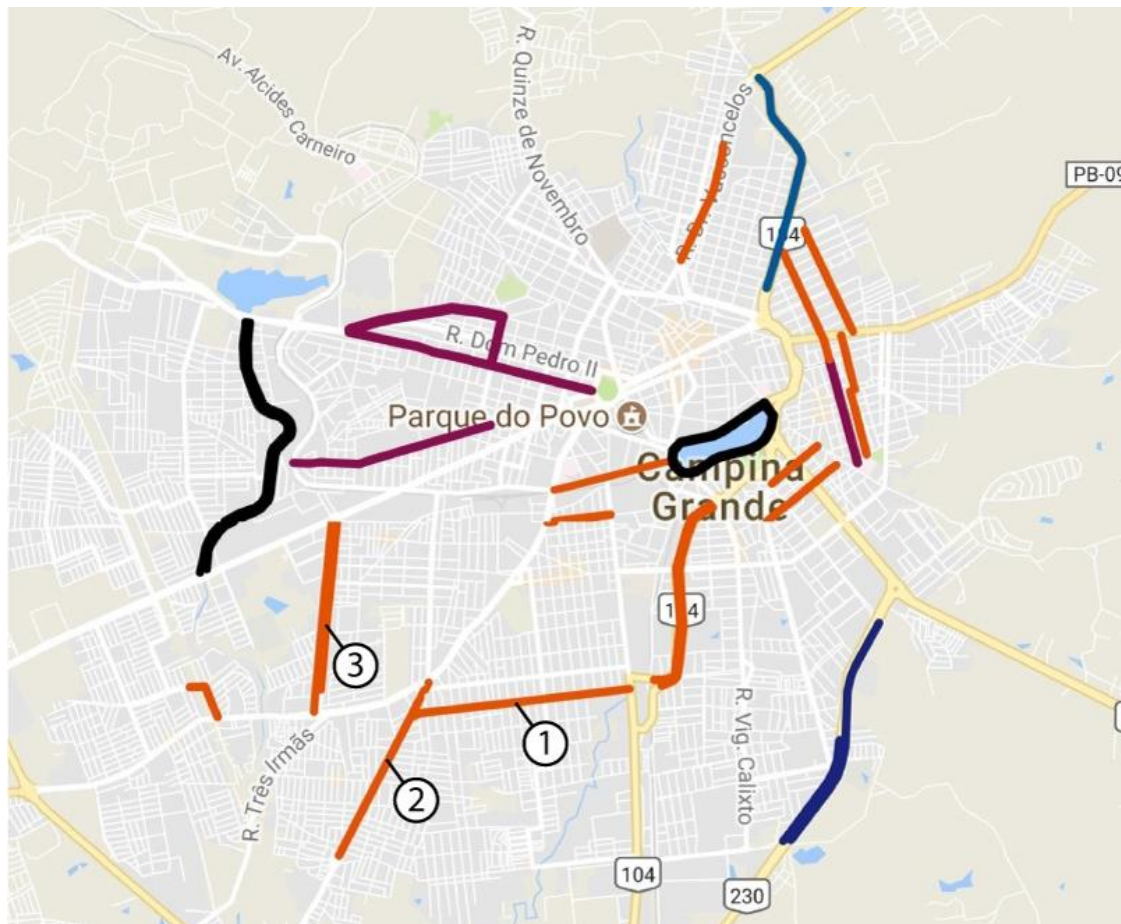 R. Quinze de Novembro
Av. Alcides Carneiro
Vasconcelos
PB-09
104
R. Dom Pedro II
Parque do Povo
Campina
Grande
104
3
1
2
R. Três Irmãs
R. Vig. Calixto
104
230